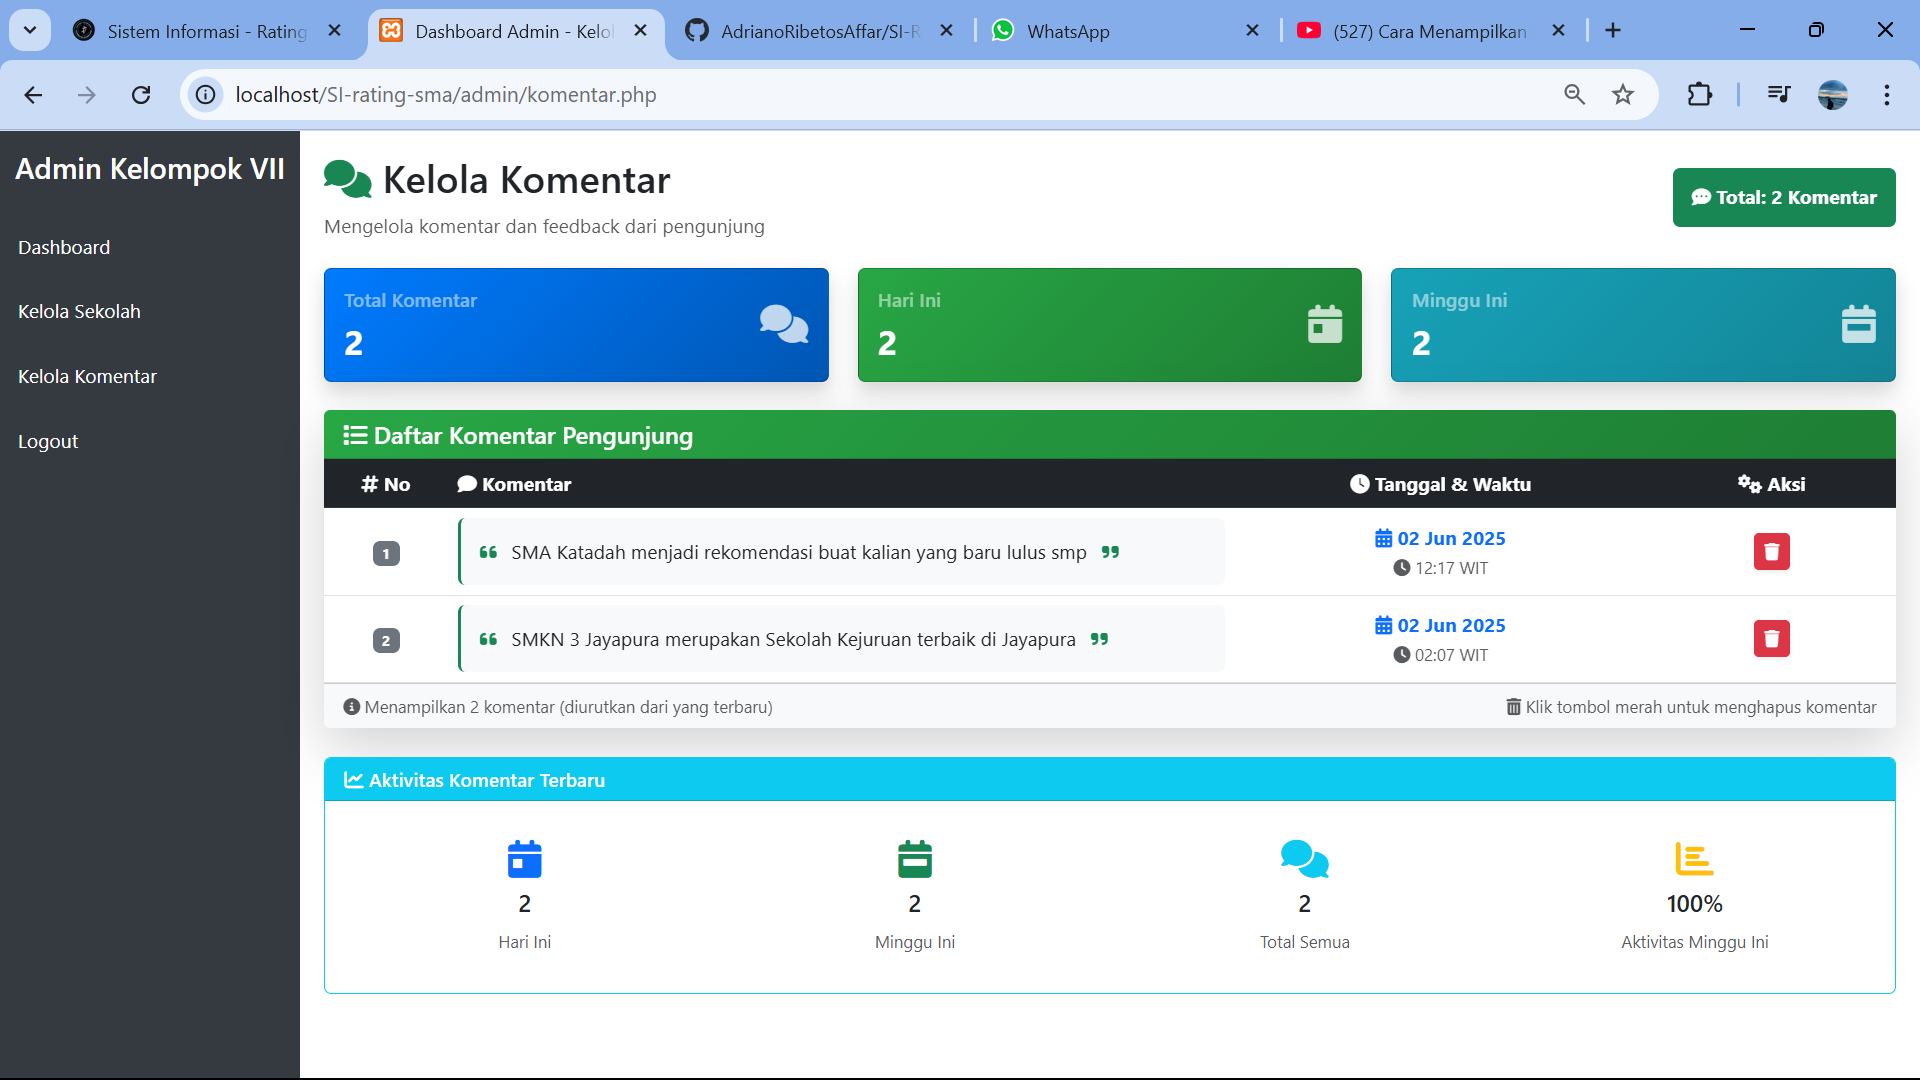 Sistem Informasi - Rating
Dashboard Admin - Kelol
AdrianoRibetosAffar/SI-R
WhatsApp
(527) Cara Menampilkan
localhost/SI-rating-sma/admin/komentar.php
Admin Kelompok VII
Dashboard
Kelola Sekolah
Kelola Komentar
Logout
Kelola Komentar
Mengelola komentar dan feedback dari pengunjung
Total: 2 Komentar
Total Komentar
2
Hari Ini
2
Minggu Ini
2
Daftar Komentar Pengunjung
# No Komentar Tanggal & Waktu Aksi
1 ❝ SMA Katadah menjadi rekomendasi buat kalian yang baru lulus smp ❞ 02 Jun 2025
12:17 WIT
2 ❝ SMKN 3 Jayapura merupakan Sekolah Kejuruan terbaik di Jayapura ❞ 02 Jun 2025
02:07 WIT
Menampilkan 2 komentar (diurutkan dari yang terbaru)
Klik tombol merah untuk menghapus komentar
Aktivitas Komentar Terbaru
2
Hari Ini
2
Minggu Ini
2
Total Semua
100%
Aktivitas Minggu Ini